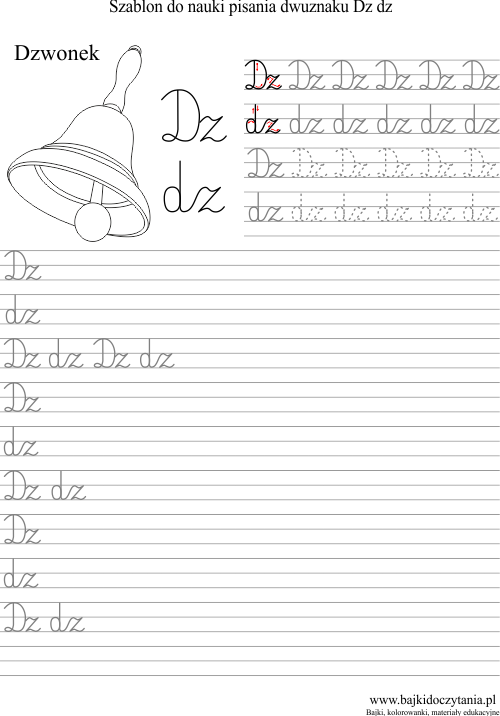 Szablon do nauki pisania dwuznaku Dz dz
Dzwonek
Dz
dz
Dz Dz Dz Dz Dz Dz
dz dz dz dz dz dz
Dz Dz Dz Dz Dz Dz
dz dz dz dz dz dz
Dz
dz
Dz dz Dz dz
Dz
dz
Dz dz
Dz
dz
Dz dz
www.bajkidoczytania.pl
Bajki, kolorowanki, materiały edukacyjne